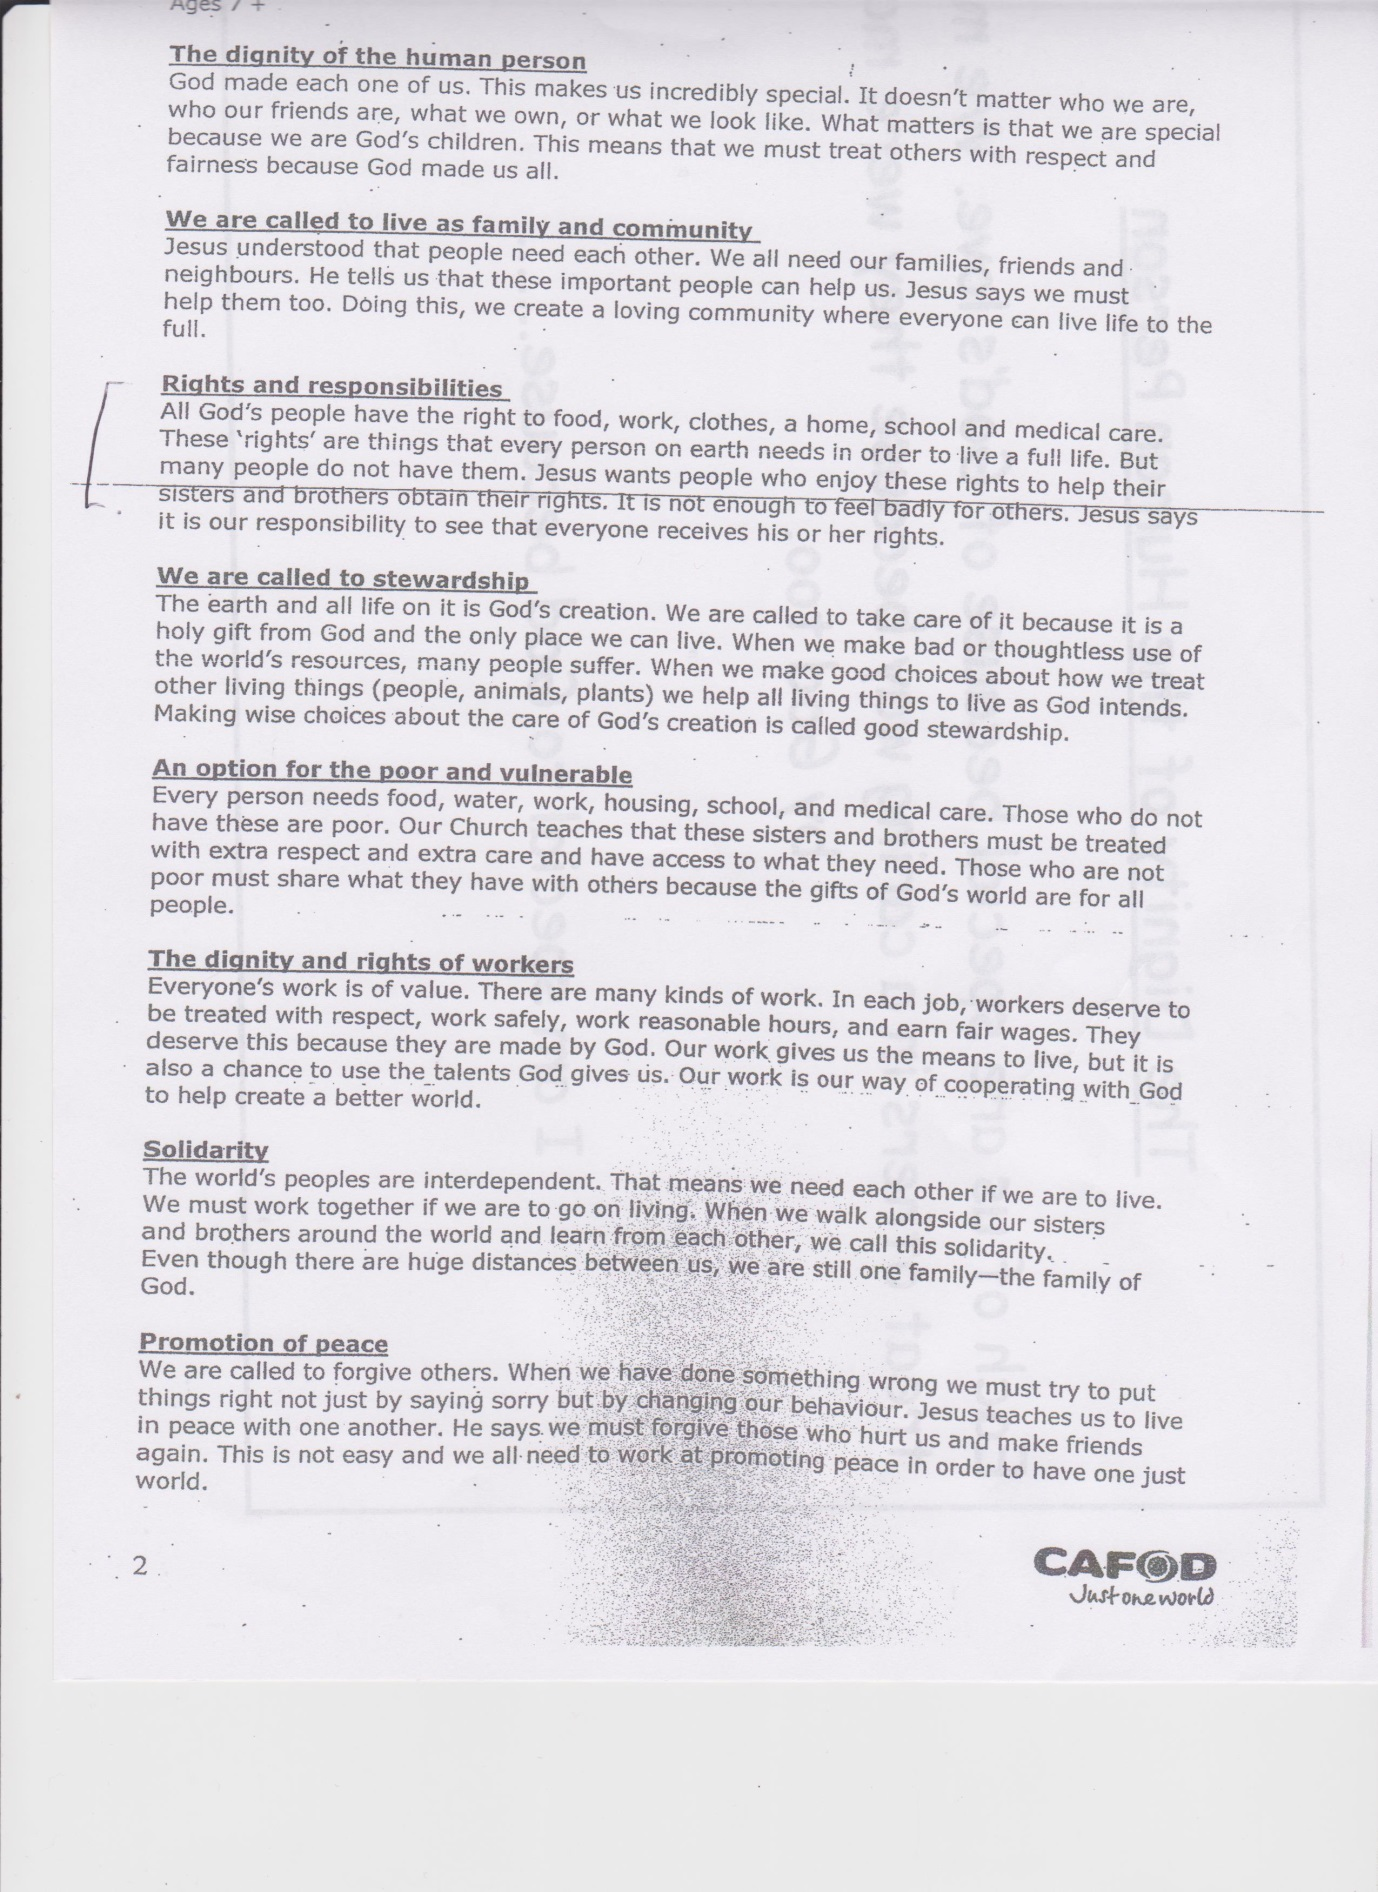 Ages 7 +
The dignity of the human person
God made each one of us. This makes us incredibly special. It doesn't matter who we are,
who our friends are, what we own, or what we look like. What matters is that we are special
because we are God's children. This means that we must treat others with respect and
fairness because God made us all.
We are called to live as family and community
Jesus understood that people need each other. We all need our families, friends and
neighbours. He tells us that these important people can help us. Jesus says we must
help them too. Doing this, we create a loving community where everyone can live life to the
full.
Rights and responsibilities
All God's people have the right to food, work, clothes, a home, school and medical care.
These 'rights' are things that every person on earth needs in order to live a full life. But
many people do not have them. Jesus wants people who enjoy these rights to help their
sisters and brothers obtain their rights. It is not enough to feel badly for others. Jesus says
it is our responsibility to see that everyone receives his or her rights.
We are called to stewardship
The earth and all life on it is God's creation. We are called to take care of it because it is a
holy gift from God and the only place we can live. When we make bad or thoughtless use of
the world's resources, many people suffer. When we make good choices about how we treat
other living things (people, animals, plants) we help all living things to live as God intends.
Making wise choices about the care of God's creation is called good stewardship.
An option for the poor and vulnerable
Every person needs food, water, work, housing, school, and medical care. Those who do not
have these are poor. Our Church teaches that these sisters and brothers must be treated
with extra respect and extra care and have access to what they need. Those who are not
poor must share what they have with others because the gifts of God's world are for all
people.
The dignity and rights of workers
Everyone's work is of value. There are many kinds of work. In each job, workers deserve to
be treated with respect, work safely, work reasonable hours, and earn fair wages. They
deserve this because they are made by God. Our work gives us the means to live, but it is
also a chance to use the talents God gives us. Our work is our way of cooperating with God
to help create a better world.
Solidarity
The world's peoples are interdependent. That means we need each other if we are to live.
We must work together if we are to go on living. When we walk alongside our sisters
and brothers around the world and learn from each other, we call this solidarity.
Even though there are huge distances between us, we are still one family—the family of
God.
Promotion of peace
We are called to forgive others. When we have done something wrong we must try to put
things right not just by saying sorry but by changing our behaviour. Jesus teaches us to live
in peace with one another. He says we must forgive those who hurt us and make friends
again. This is not easy and we all need to work at promoting peace in order to have one just
world.
2
CAFOD
Just one world